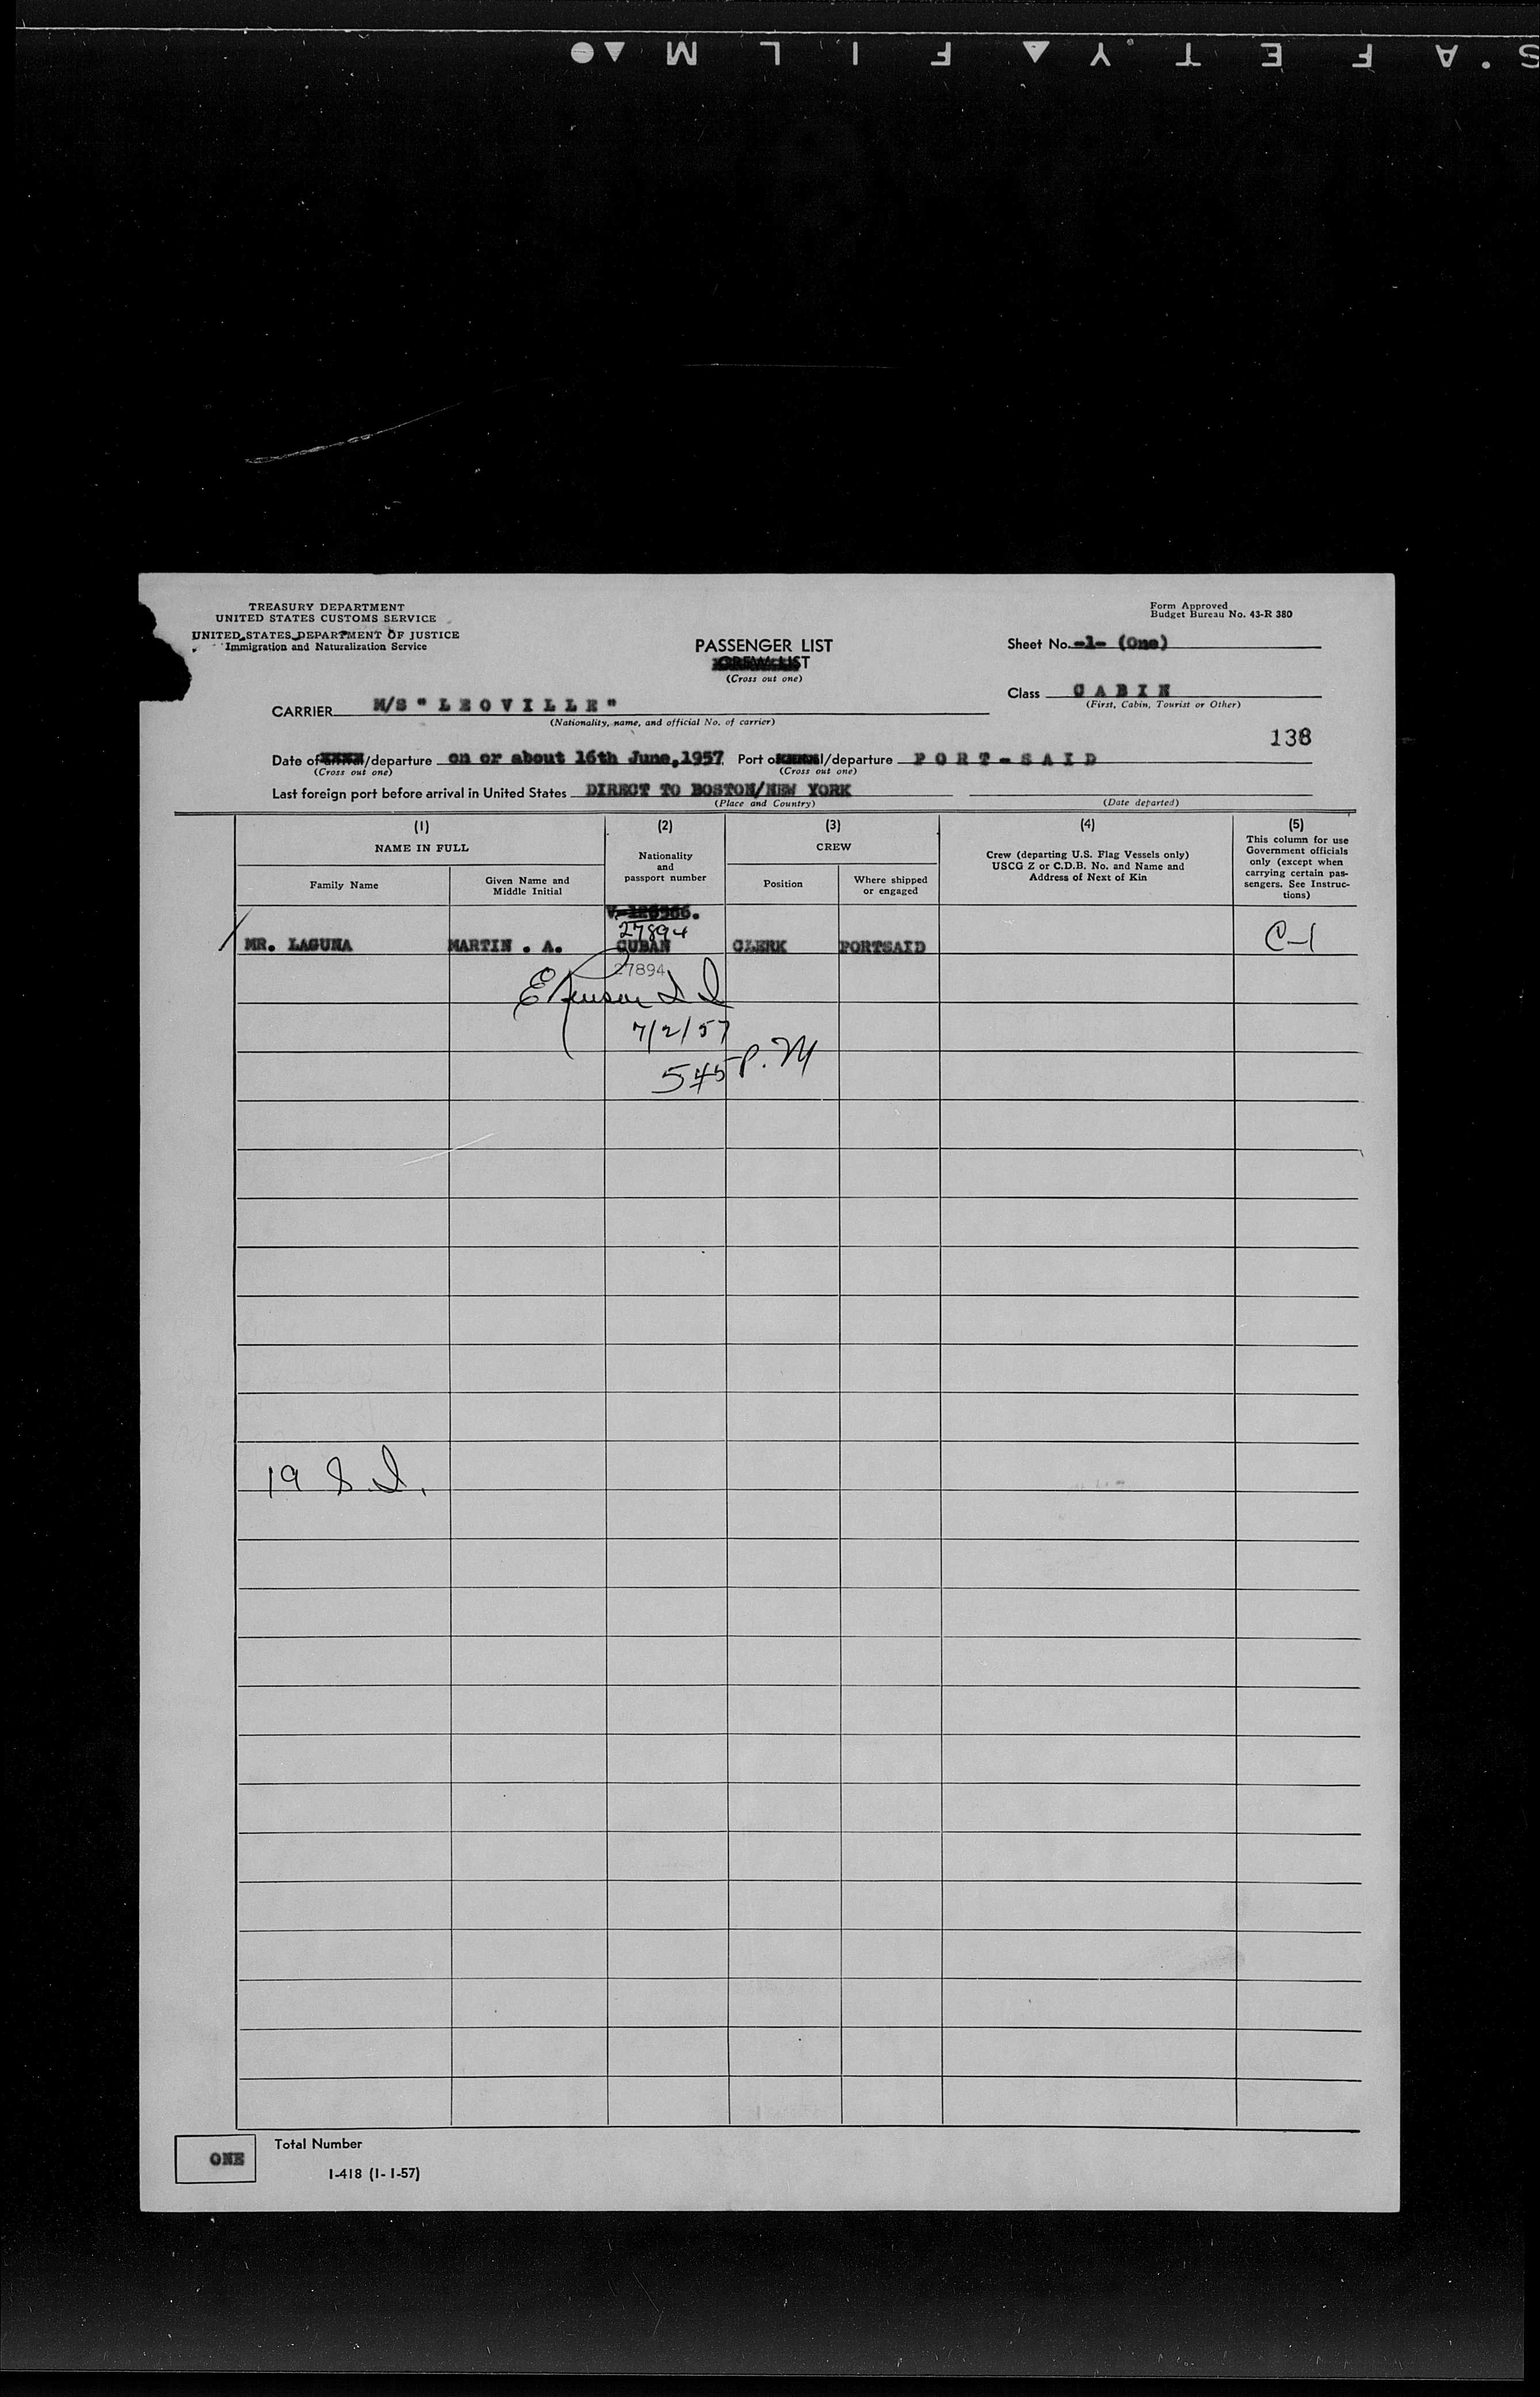 S.AFETY▲FILM▲●
TREASURY DEPARTMENT
UNITED STATES CUSTOMS SERVICE
UNITED STATES DEPARTMENT OF JUSTICE
Immigration and Naturalization Service
Form Approved
Budget Bureau No. 43-R 380
PASSENGER LIST
CREW LIST
(Cross out one)
Sheet No. -1- (One)
Class CABIN
(First, Cabin, Tourist or Other)
CARRIER M/S " LEOVILLE "
(Nationality, name, and official No. of carrier)
138
Date of /departure on or about 16th June, 1957 Port of /departure PORT-SAID
(Cross out one) (Cross out one)
Last foreign port before arrival in United States DIRECT TO BOSTON/NEW YORK
(Place and Country) (Date departed)
(1) (2) (3) (4) (5)
NAME IN FULL
Family Name
Given Name and
Middle Initial
Nationality
and
passport number
CREW
Position
Where shipped
or engaged
Crew (departing U.S. Flag Vessels only)
USCG Z or C.D.B. No. and Name and
Address of Next of Kin
This column for use
Government officials
only (except when
carrying certain pas-
sengers. See Instruc-
tions)
27894
MR. LAGUNA MARTIN . A. CUBAN CLERK PORTSAID C-1
27894
7/2/57
545 P.M
19 S.I.
ONE Total Number
I-418 (1-1-57)